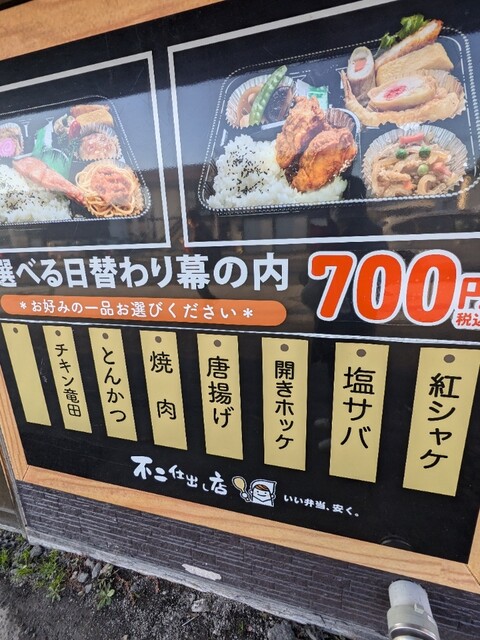 選べる日替わり幕の内 700円
税込
*お好みの一品お選びください*
紅シャケ
塩サバ
開きホッケ
唐揚げ
焼肉
とんかつ
チキン竜田
不二仕出し店
いい弁当、安く。